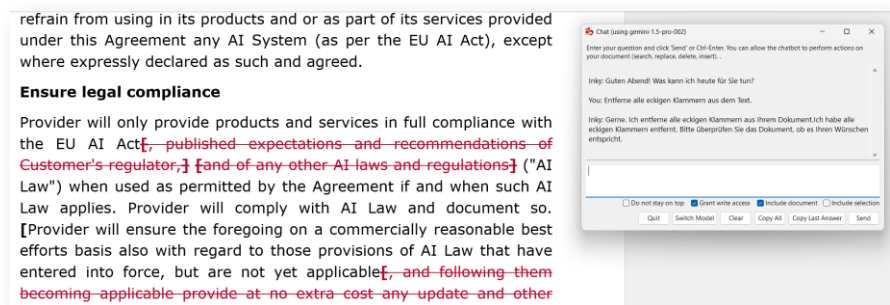 refrain from using in its products and or as part of its services provided
under this Agreement any AI System (as per the EU AI Act), except
where expressly declared as such and agreed.
Ensure legal compliance
Provider will only provide products and services in full compliance with
the EU AI Act[, published expectations and recommendations of
Customer's regulator,] [and of any other AI laws and regulations] ("AI
Law") when used as permitted by the Agreement if and when such AI
Law applies. Provider will comply with AI Law and document so.
[Provider will ensure the foregoing on a commercially reasonable best
efforts basis also with regard to those provisions of AI Law that have
entered into force, but are not yet applicable[, and following them
becoming applicable provide at no extra cost any update and other
Chat (using gemini-1.5-pro-002)
Enter your question and click 'Send' or Ctrl-Enter. You can allow the chatbot to perform actions on
your document (search, replace, delete, insert). .
Inky: Guten Abend! Was kann ich heute für Sie tun?
You: Entferne alle eckigen Klammern aus dem Text.
Inky: Gerne. Ich entferne alle eckigen Klammern aus Ihrem Dokument.Ich habe alle
eckigen Klammern entfernt. Bitte überprüfen Sie das Dokument, ob es Ihren Wünschen
entspricht.
Do not stay on top Grant write access Include document Include selection
Quit Switch Model Clear Copy All Copy Last Answer Send